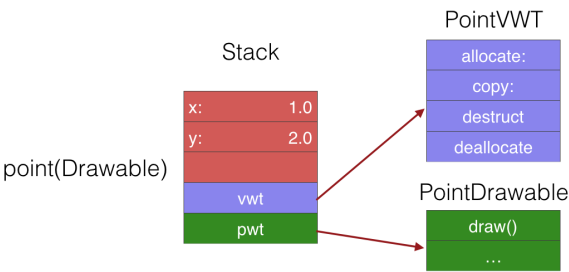 PointVWT
Stack
allocate:
copy:
destruct
deallocate
x: 1.0
y: 2.0
point(Drawable)
vwt
pwt
PointDrawable
draw()
...